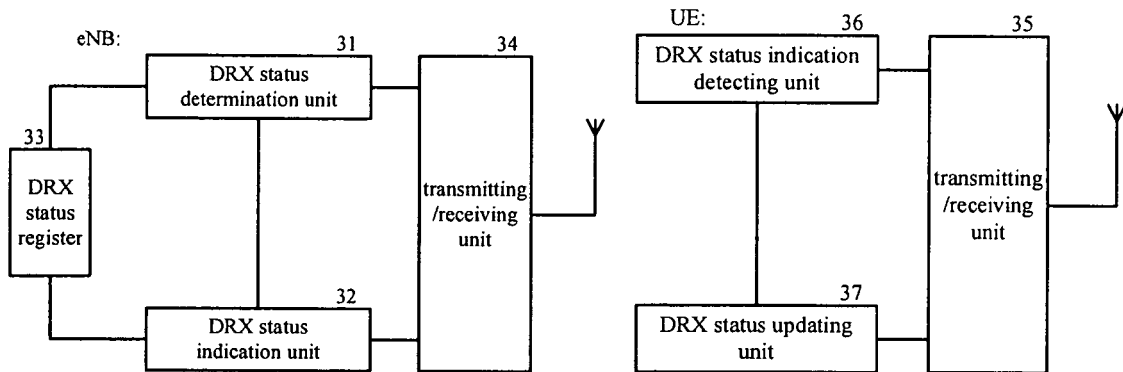 eNB:
31
DRX status
determination unit
34
33
DRX
status
register
transmitting
/receiving
unit
32
DRX status
indication unit
UE:
36
DRX status indication
detecting unit
35
transmitting
/receiving
unit
37
DRX status updating
unit